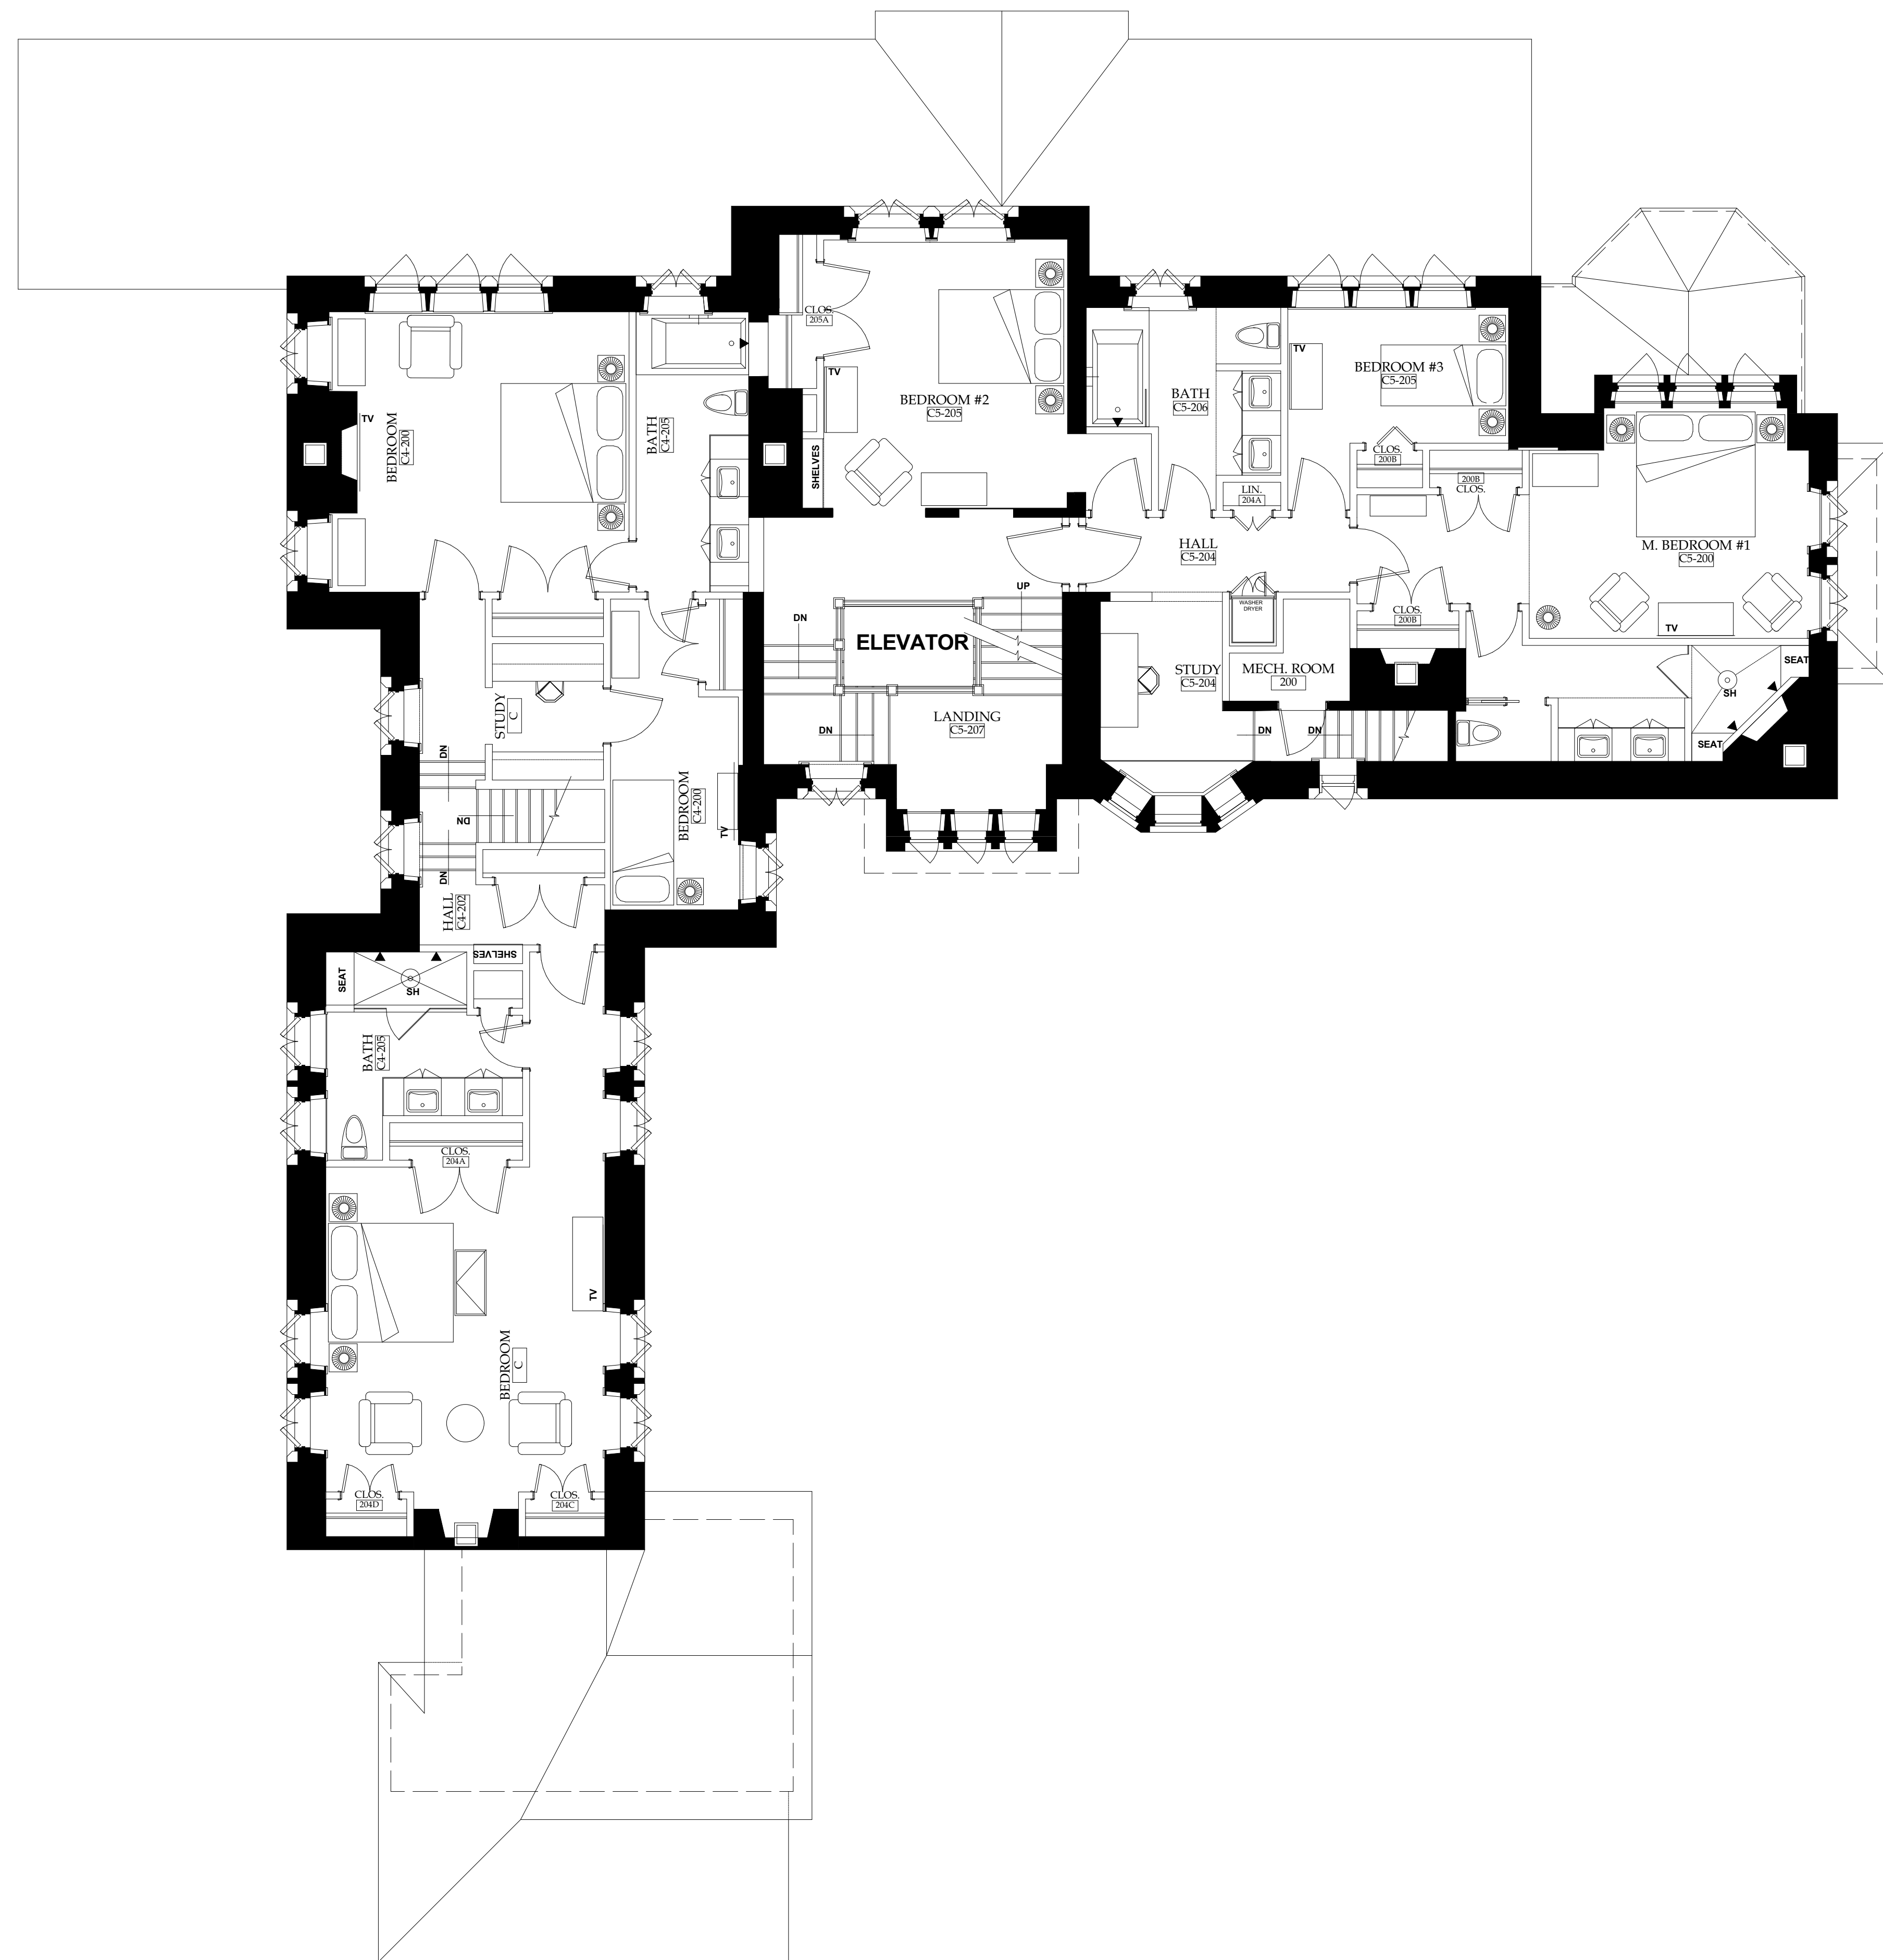 CLOS.
205A
TV
BEDROOM #2
C5-205
SHELVES
BATH
C5-206
TV
BEDROOM #3
C5-205
CLOS.
200B
200B
CLOS.
LIN.
204A
M. BEDROOM #1
C5-200
TV
BEDROOM
C4-200
TV
BATH
C4-205
HALL
C5-204
UP
DN
ELEVATOR
WASHER
DRYER
CLOS.
200B
STUDY
C5-204
MECH. ROOM
200
SEAT
SH
SEAT
LANDING
C5-207
DN
DN
DN
STUDY
C
DN
DN
DN
BEDROOM
C4-200
TV
HALL
C4-202
SHELVES
SEAT
SH
BATH
C4-205
CLOS.
204A
TV
BEDROOM
C
CLOS.
204D
CLOS.
204C